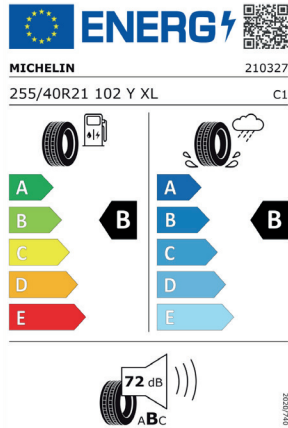 ENERG
MICHELIN 210327
255/40R21 102 Y XL C1
A A
B B B B
C C
D D
E E
72 dB
ABC
2020/740